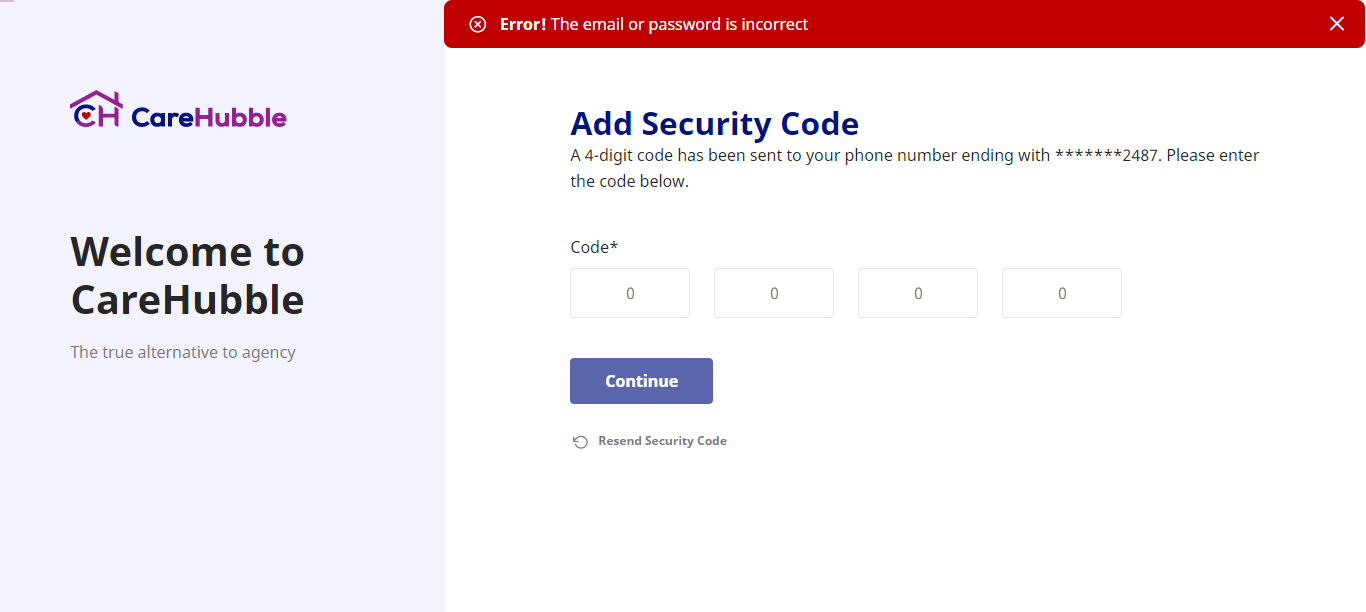 Error! The email or password is incorrect
CH CareHubble
Welcome to
CareHubble
The true alternative to agency
Add Security Code
A 4-digit code has been sent to your phone number ending with *******2487. Please enter
the code below.
Code*
0 0 0 0
Continue
Resend Security Code